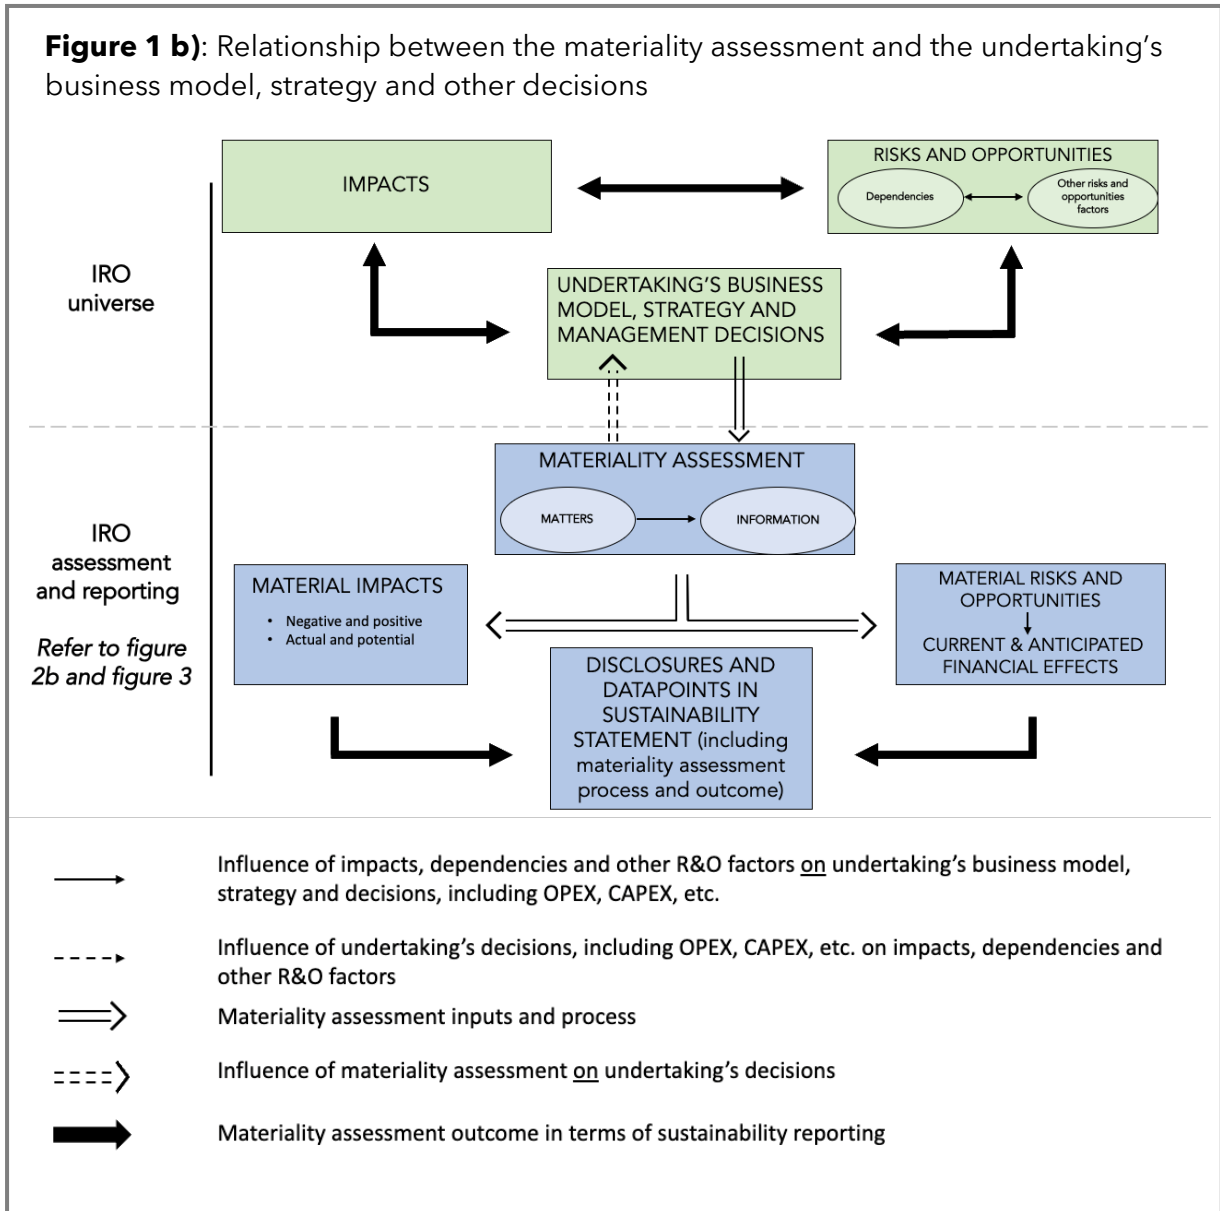 Figure 1 b): Relationship between the materiality assessment and the undertaking’s
business model, strategy and other decisions
IMPACTS
RISKS AND OPPORTUNITIES
Dependencies
Other risks and
opportunities
factors
IRO
universe
UNDERTAKING’S BUSINESS
MODEL, STRATEGY AND
MANAGEMENT DECISIONS
MATERIALITY ASSESSMENT
MATTERS
INFORMATION
IRO
assessment
and reporting
Refer to figure
2b and figure 3
MATERIAL IMPACTS
• Negative and positive
• Actual and potential
MATERIAL RISKS AND
OPPORTUNITIES
CURRENT & ANTICIPATED
FINANCIAL EFFECTS
DISCLOSURES AND
DATAPOINTS IN
SUSTAINABILITY
STATEMENT (including
materiality assessment
process and outcome)
Influence of impacts, dependencies and other R&O factors on undertaking’s business model,
strategy and decisions, including OPEX, CAPEX, etc.
Influence of undertaking’s decisions, including OPEX, CAPEX, etc. on impacts, dependencies and
other R&O factors
Materiality assessment inputs and process
Influence of materiality assessment on undertaking’s decisions
Materiality assessment outcome in terms of sustainability reporting